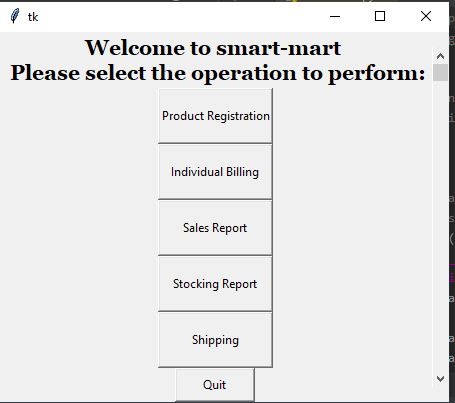 tk
Welcome to smart-mart
Please select the operation to perform:
Product Registration
Individual Billing
Sales Report
Stocking Report
Shipping
Quit